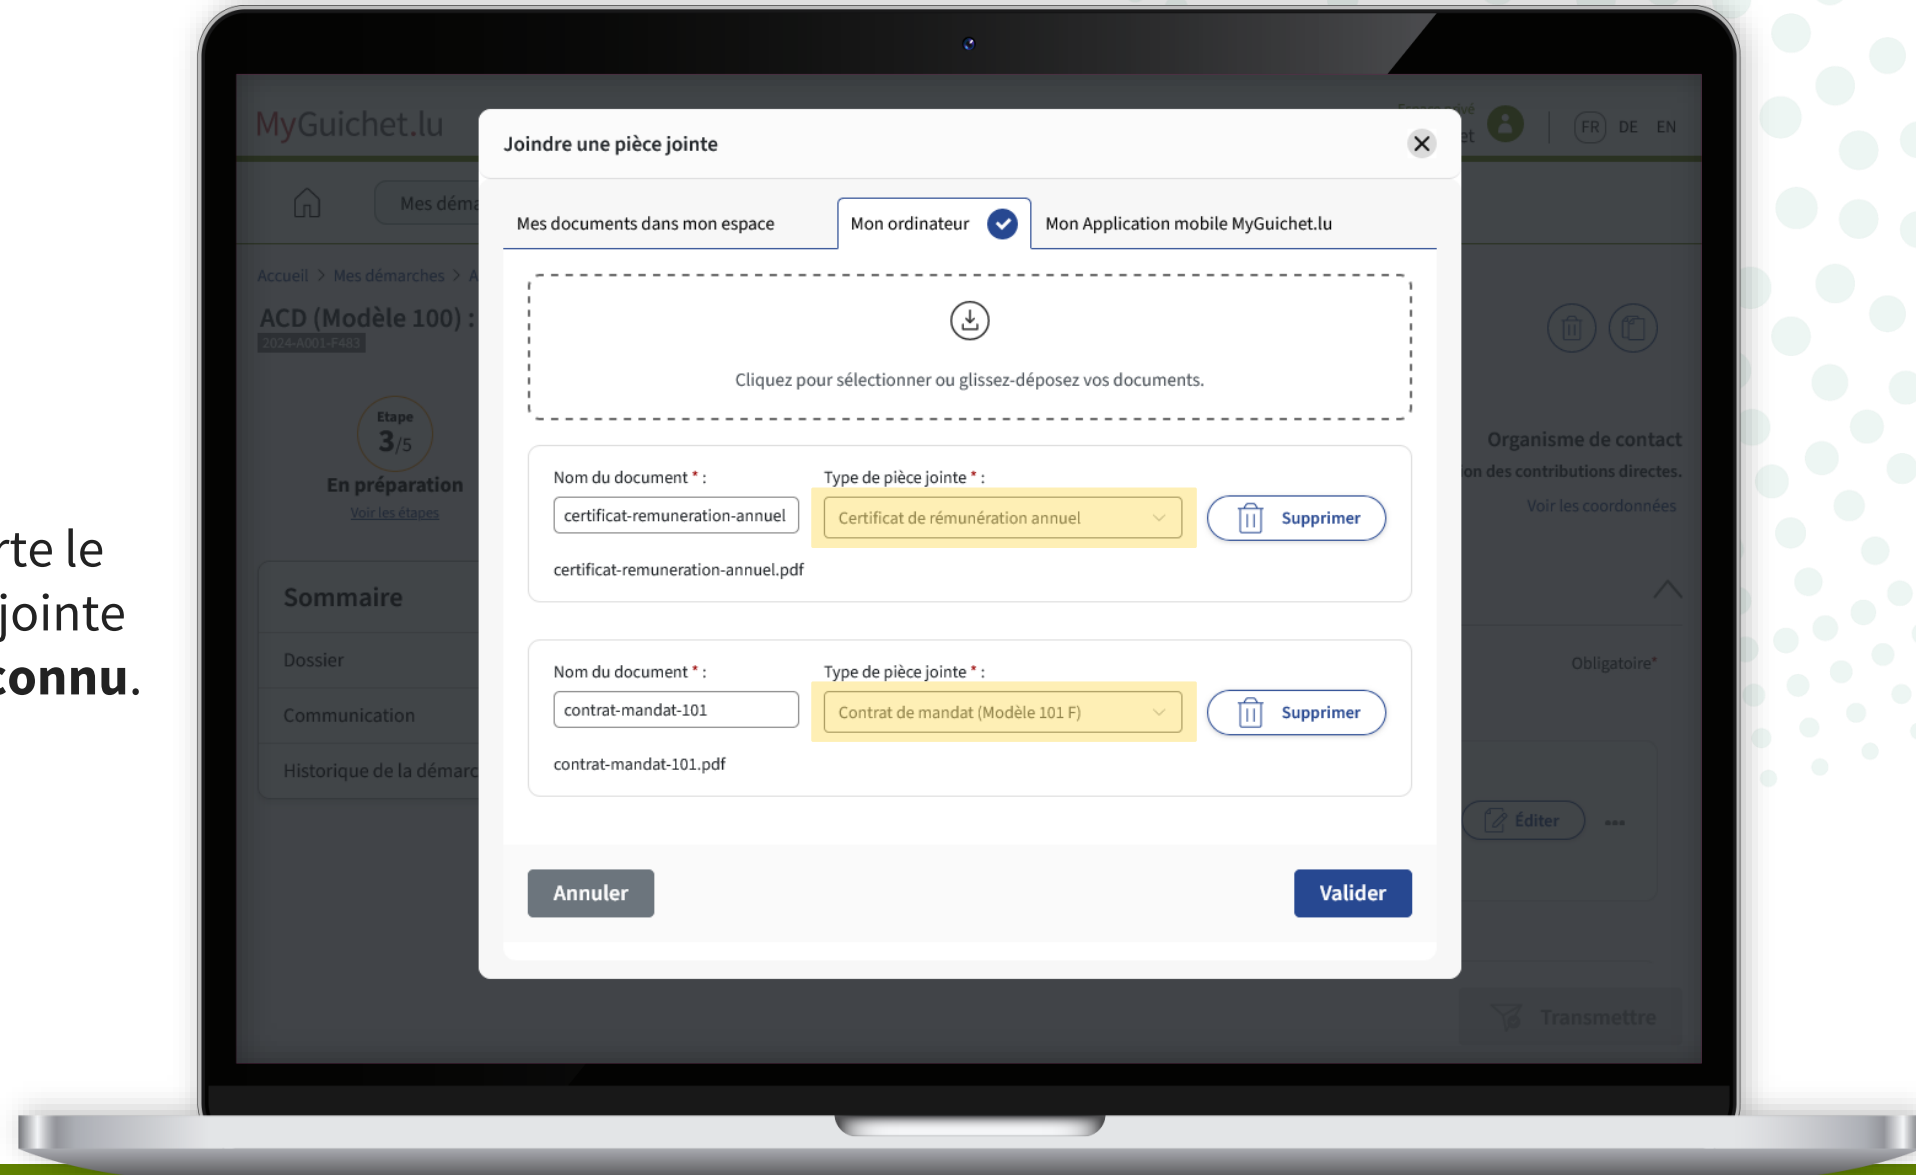 MyGuichet.lu
FR DE EN
Mes
Accueil > Mes démarches >
ACD (Modèle 100) :
2024-A001-F483
Etape
3/5
En préparation
Voir les étapes
Sommaire
Dossier
Communication
Historique de la
Joindre une pièce jointe
Mes documents dans mon espace
Mon ordinateur
Mon Application mobile MyGuichet.lu
Cliquez pour sélectionner ou glissez-déposez vos documents.
Nom du document * :
Type de pièce jointe * :
certificat-remuneration-annuel
Certificat de rémunération annuel
Supprimer
certificat-remuneration-annuel.pdf
Nom du document * :
Type de pièce jointe * :
contrat-mandat-101
Contrat de mandat (Modèle 101 F)
Supprimer
contrat-mandat-101.pdf
Annuler
Valider
Organisme de contact
des contributions directes.
Voir les coordonnées
Obligatoire*
Éditer
Transmettre
rte le
jointe
connu.